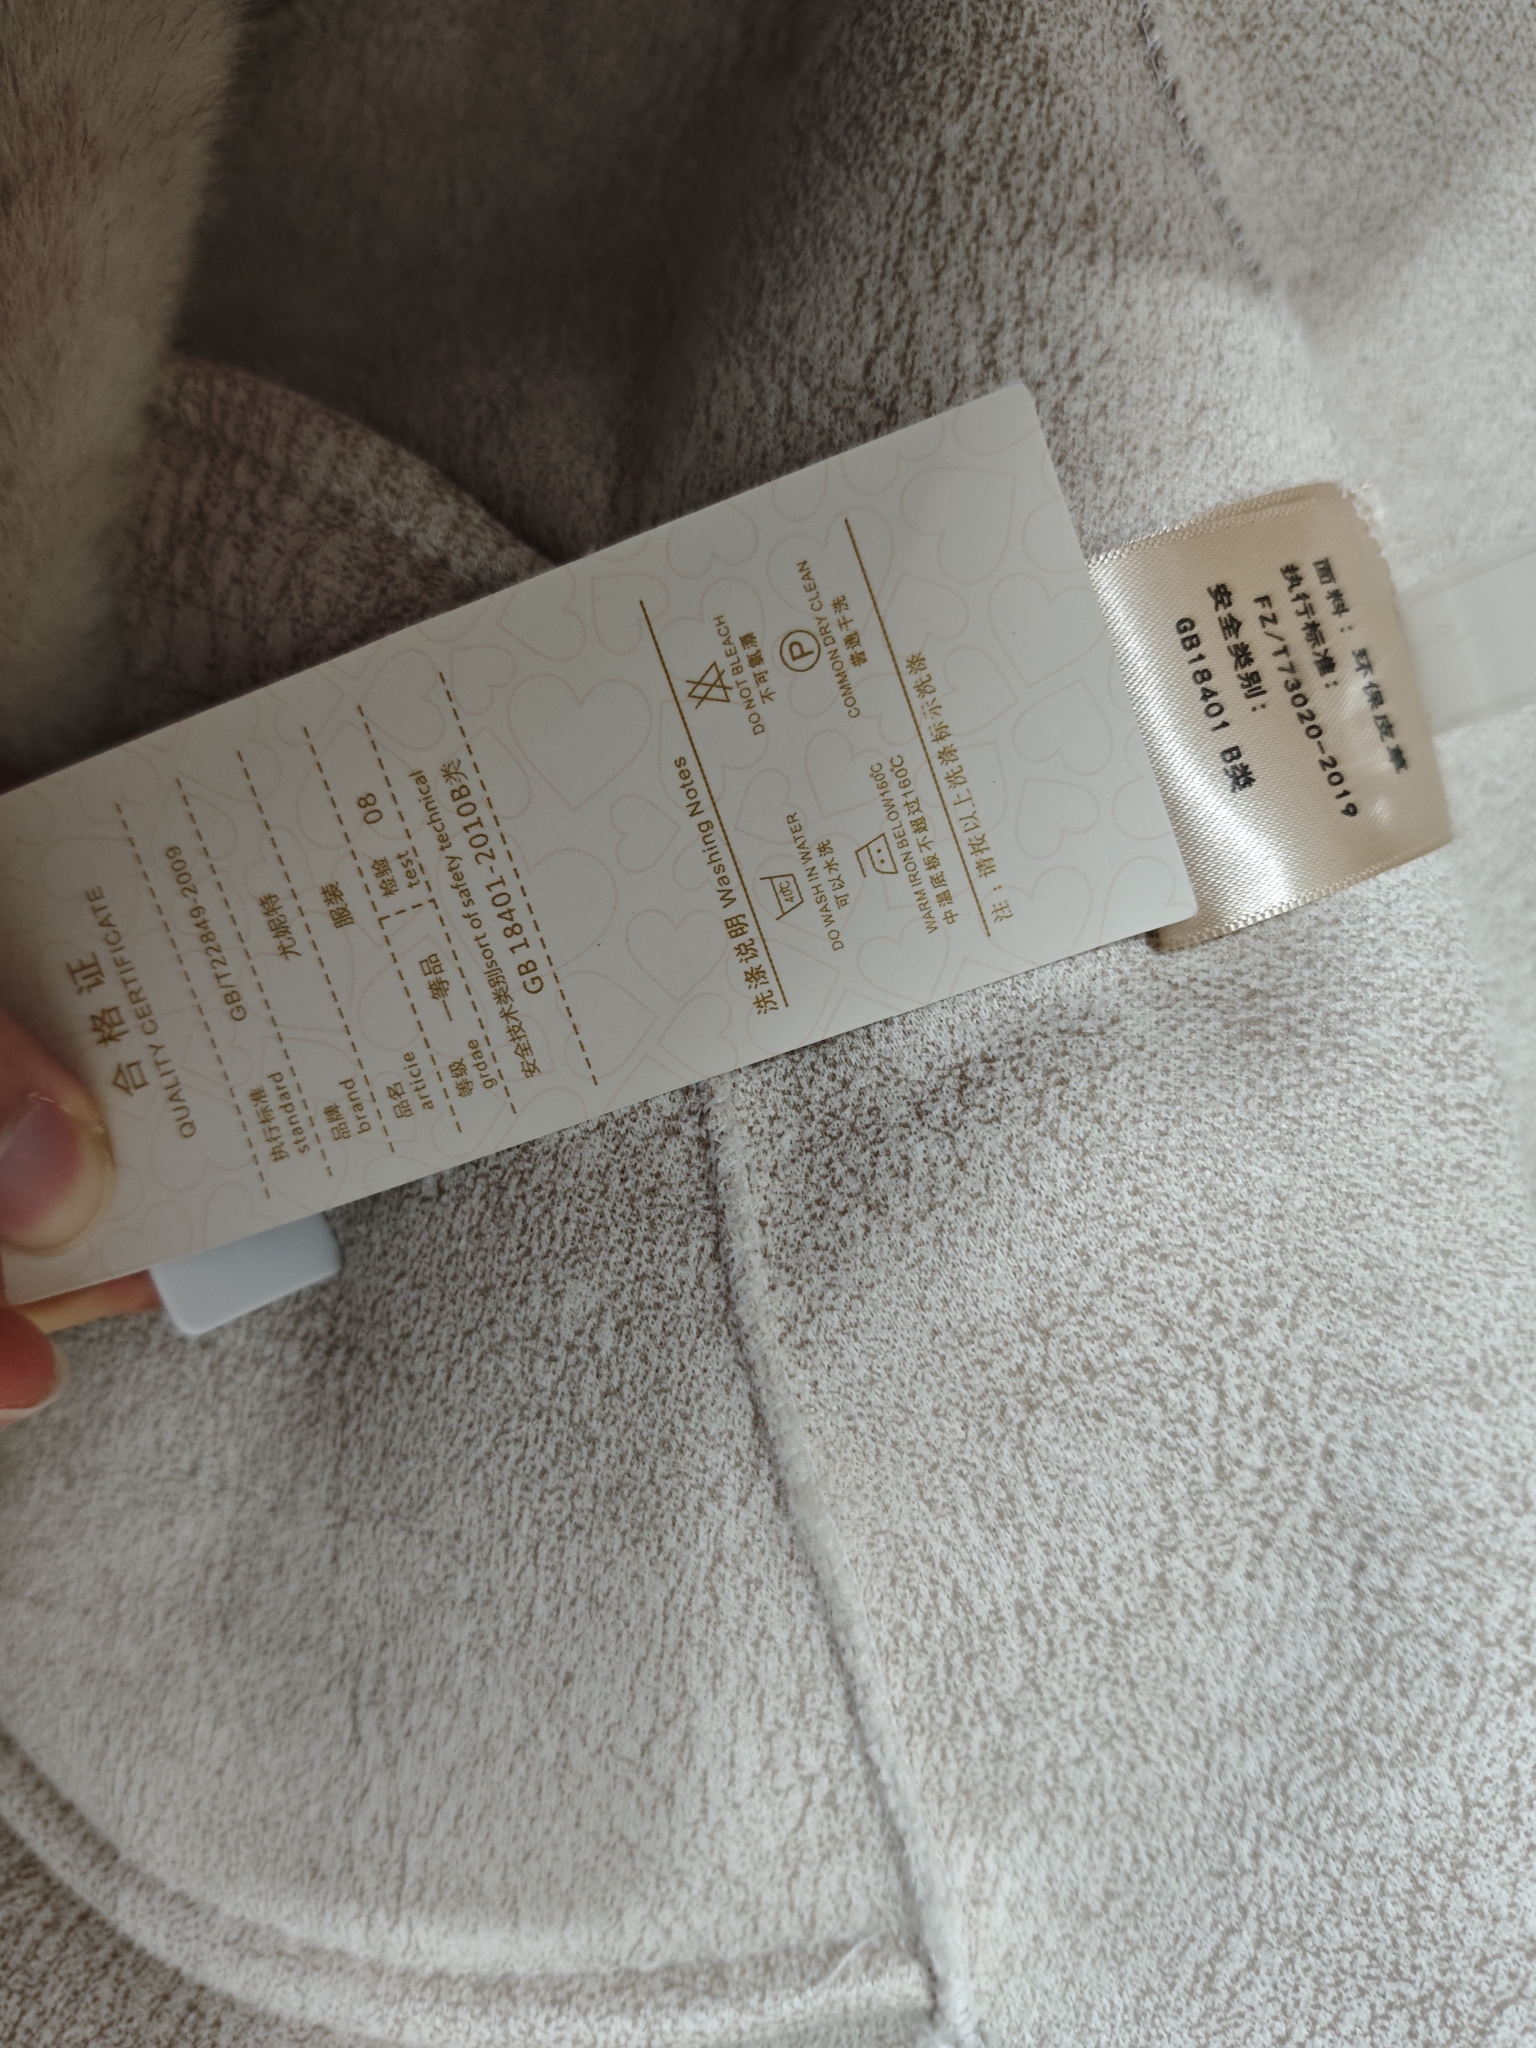 合格证
QUALITY CERTIFICATE
执行标准
standard
GB/T22849-2009
品牌
brand
尤妮特
品名
article
服装
等级
grdae
一等品
检验
test
08
安全技术类别sort of safety technical
GB 18401-2010B类
洗涤说明 Washing Notes
40℃
DO WASH IN WATER
可以水洗
DO NOT BLEACH
不可氯漂
WARM IRON BELOW160℃
中温底板不超过160℃
P
COMMON DRY CLEAN
普通干洗
注：请按以上洗涤标示洗涤
面料：环保皮草
执行标准：
FZ/T73020-2019
安全类别：
GB18401 B类